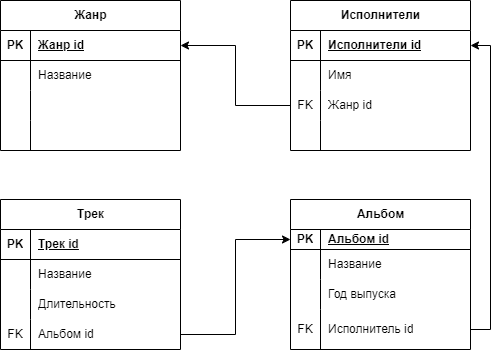 Жанр
PK Жанр id
Название
Исполнители
PK Исполнители id
Имя
FK Жанр id
Трек
PK Трек id
Название
Длительность
FK Альбом id
Альбом
PK Альбом id
Название
Год выпуска
FK Исполнитель id